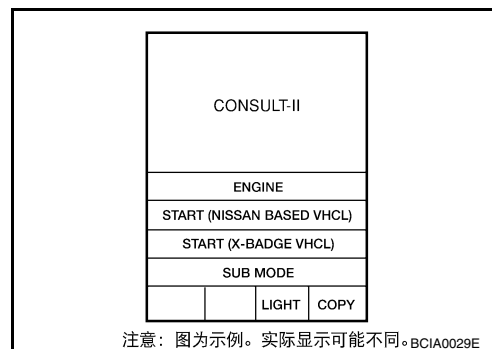 CONSULT-II
ENGINE
START (NISSAN BASED VHCL)
START (X-BADGE VHCL)
SUB MODE
LIGHT COPY
注意：图为示例。实际显示可能不同。BCIA0029E